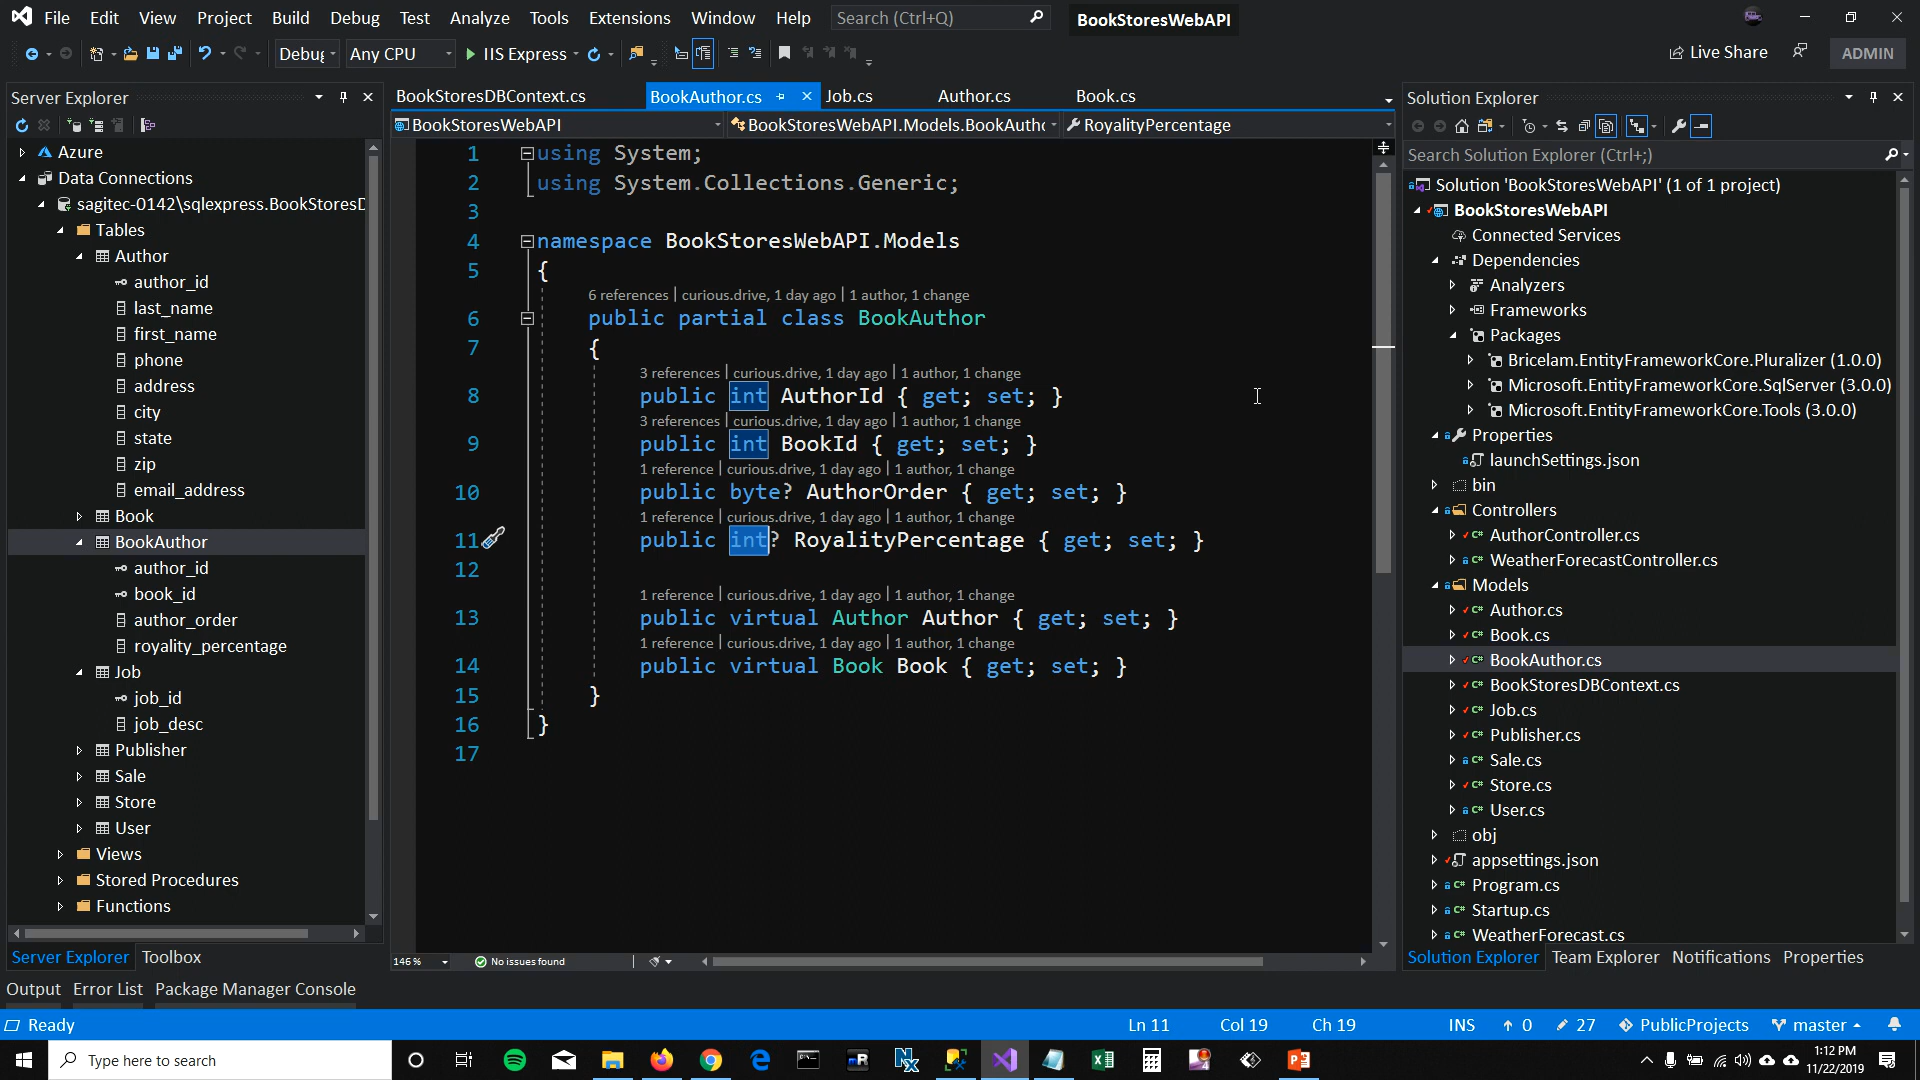 File Edit View Project Build Debug Test Analyze Tools Extensions Window Help Search (Ctrl+Q) BookStoresWebAPI
Debug Any CPU IIS Express Live Share ADMIN
Server Explorer
Azure
Data Connections
sagitec-0142\sqlexpress.BookStoresD
Tables
Author
author_id
last_name
first_name
phone
address
city
state
zip
email_address
Book
BookAuthor
author_id
book_id
author_order
royality_percentage
Job
job_id
job_desc
Publisher
Sale
Store
User
Views
Stored Procedures
Functions
Server Explorer Toolbox
BookStoresDBContext.cs BookAuthor.cs Job.cs Author.cs Book.cs
BookStoresWebAPI BookStoresWebAPI.Models.BookAuth RoyalityPercentage
1 using System;
2 using System.Collections.Generic;
3
4 namespace BookStoresWebAPI.Models
5 {
6 references | curious.drive, 1 day ago | 1 author, 1 change
6 public partial class BookAuthor
7 {
3 references | curious.drive, 1 day ago | 1 author, 1 change
8 public int AuthorId { get; set; }
3 references | curious.drive, 1 day ago | 1 author, 1 change
9 public int BookId { get; set; }
1 reference | curious.drive, 1 day ago | 1 author, 1 change
10 public byte? AuthorOrder { get; set; }
1 reference | curious.drive, 1 day ago | 1 author, 1 change
11 public int? RoyalityPercentage { get; set; }
12
1 reference | curious.drive, 1 day ago | 1 author, 1 change
13 public virtual Author Author { get; set; }
1 reference | curious.drive, 1 day ago | 1 author, 1 change
14 public virtual Book Book { get; set; }
15 }
16 }
17
146 % No issues found
Solution Explorer
Search Solution Explorer (Ctrl+;)
Solution 'BookStoresWebAPI' (1 of 1 project)
BookStoresWebAPI
Connected Services
Dependencies
Analyzers
Frameworks
Packages
Bricelam.EntityFrameworkCore.Pluralizer (1.0.0)
Microsoft.EntityFrameworkCore.SqlServer (3.0.0)
Microsoft.EntityFrameworkCore.Tools (3.0.0)
Properties
launchSettings.json
bin
Controllers
AuthorController.cs
WeatherForecastController.cs
Models
Author.cs
Book.cs
BookAuthor.cs
BookStoresDBContext.cs
Job.cs
Publisher.cs
Sale.cs
Store.cs
User.cs
obj
appsettings.json
Program.cs
Startup.cs
WeatherForecast.cs
Solution Explorer Team Explorer Notifications Properties
Output Error List Package Manager Console
Ready Ln 11 Col 19 Ch 19 INS 0 27 PublicProjects master
Type here to search
1:12 PM
11/22/2019